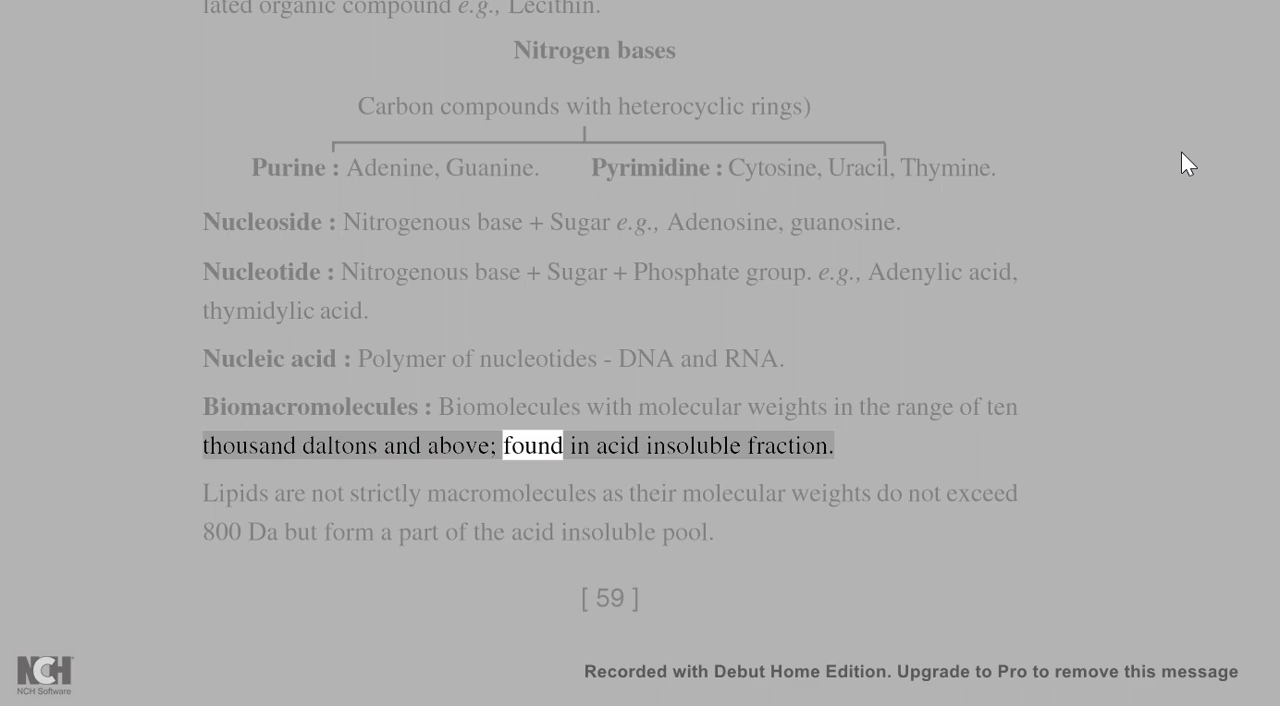 lated organic compound e.g., Lecithin.
Nitrogen bases
Carbon compounds with heterocyclic rings)
Purine : Adenine, Guanine. Pyrimidine : Cytosine, Uracil, Thymine.
Nucleoside : Nitrogenous base + Sugar e.g., Adenosine, guanosine.
Nucleotide : Nitrogenous base + Sugar + Phosphate group. e.g., Adenylic acid,
thymidylic acid.
Nucleic acid : Polymer of nucleotides - DNA and RNA.
Biomacromolecules : Biomolecules with molecular weights in the range of ten
thousand daltons and above; found in acid insoluble fraction.
Lipids are not strictly macromolecules as their molecular weights do not exceed
800 Da but form a part of the acid insoluble pool.
[ 59 ]
NCH
NCH Software
Recorded with Debut Home Edition. Upgrade to Pro to remove this message